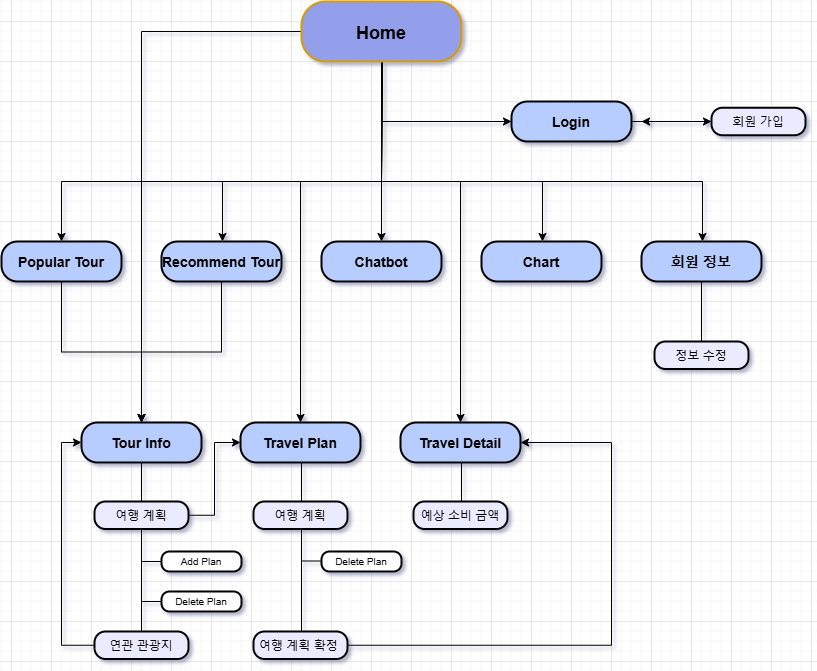 Home
Login
회원 가입
Popular Tour
Recommend Tour
Chatbot
Chart
회원 정보
정보 수정
Tour Info
Travel Plan
Travel Detail
여행 계획
여행 계획
예상 소비 금액
Add Plan
Delete Plan
Delete Plan
연관 관광지
여행 계획 확정